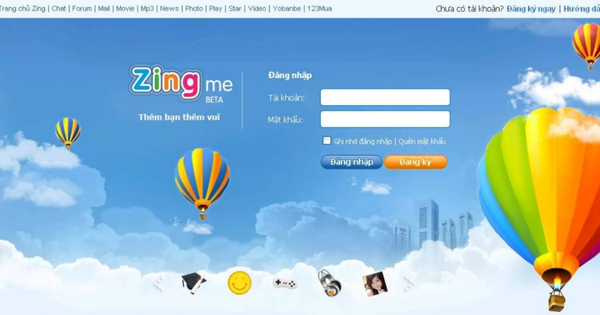 Trang chủ Zing | Chat | Forum | Mail | Movie | Mp3 | News | Photo | Play | Star | Video | Yobanbe | 123Mua
Chưa có tài khoản? Đăng ký ngay | Hướng dẫ
Zing me
BETA
Thêm bạn thêm vui
Đăng nhập
Tài khoản:
Mật khẩu:
Ghi nhớ đăng nhập | Quên mật khẩu
Đăng nhập
Đăng ký